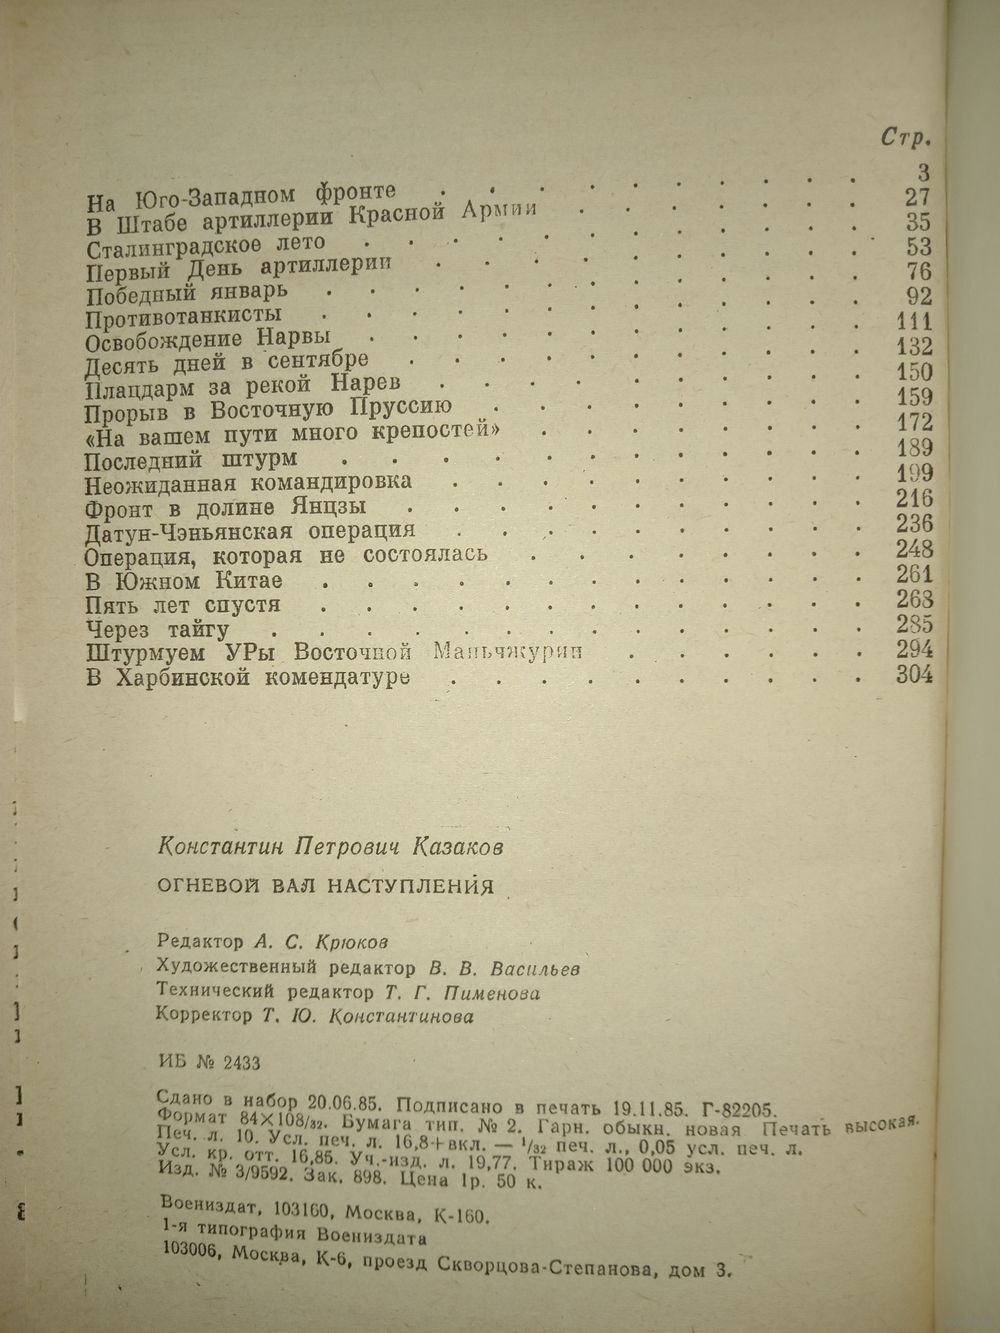 Стр.
На Юго-Западном фронте . . . . . . . . . . 3
В Штабе артиллерии Красной Армии . . . . . . . 27
Сталинградское лето . . . . . . . . . . . . 35
Первый День артиллерии . . . . . . . . . . 53
Победный январь . . . . . . . . . . . . 76
Противотанкисты . . . . . . . . . . . . 92
Освобождение Нарвы . . . . . . . . . . . 111
Десять дней в сентябре . . . . . . . . . . 132
Плацдарм за рекой Нарев . . . . . . . . . . 150
Прорыв в Восточную Пруссию . . . . . . . . . 159
«На вашем пути много крепостей» . . . . . . . . 172
Последний штурм . . . . . . . . . . . . 189
Неожиданная командировка . . . . . . . . . . 199
Фронт в долине Янцзы . . . . . . . . . . . 216
Датун-Чэньянская операция . . . . . . . . . . 236
Операция, которая не состоялась . . . . . . . . 248
В Южном Китае . . . . . . . . . . . . 261
Пять лет спустя . . . . . . . . . . . . 263
Через тайгу . . . . . . . . . . . . . 285
Штурмуем УРы Восточной Маньчжурии . . . . . . 294
В Харбинской комендатуре . . . . . . . . . . 304
Константин Петрович Казаков
ОГНЕВОЙ ВАЛ НАСТУПЛЕНИЯ
Редактор А. С. Крюков
Художественный редактор В. В. Васильев
Технический редактор Т. Г. Пименова
Корректор Т. Ю. Константинова
ИБ № 2433
Сдано в набор 20.06.85. Подписано в печать 19.11.85. Г-82205.
Формат 84×108/32. Бумага тип. № 2. Гарн. обыкн. новая Печать высокая.
Печ. л. 10. Усл. печ. л. 16,8+вкл. — 1/32 печ. л., 0,05 усл. печ. л.
Усл. кр. отт. 16,85. Уч.-изд. л. 19,77. Тираж 100 000 экз.
Изд. № 3/9592. Зак. 898. Цена 1р. 50 к.
Воениздат, 103160, Москва, К-160.
1-я типография Воениздата
103006, Москва, К-6, проезд Скворцова-Степанова, дом 3.